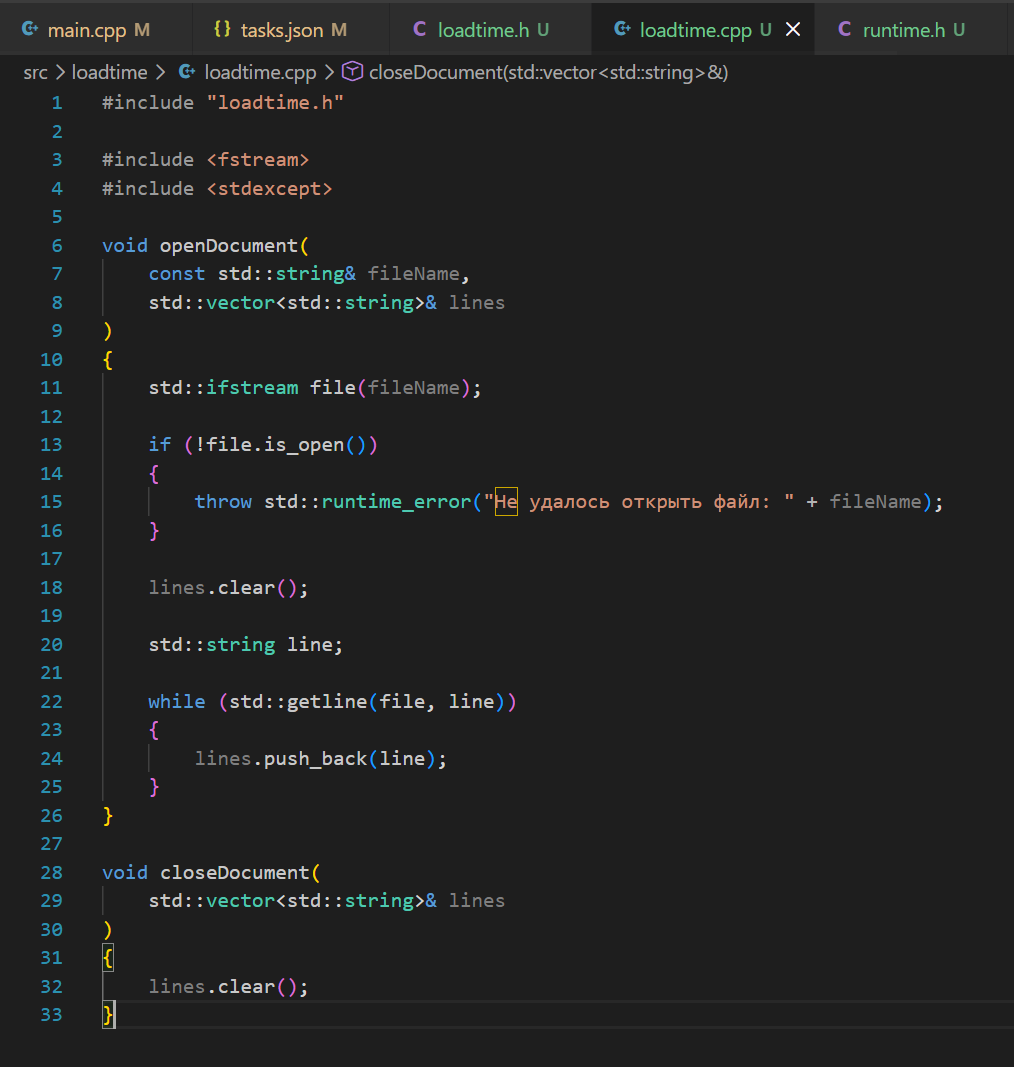 main.cpp M {} tasks.json M C loadtime.h U loadtime.cpp U C runtime.h U
src > loadtime > loadtime.cpp > closeDocument(std::vector<std::string>&)
1 #include "loadtime.h"
2
3 #include <fstream>
4 #include <stdexcept>
5
6 void openDocument(
7     const std::string& fileName,
8     std::vector<std::string>& lines
9 )
10 {
11     std::ifstream file(fileName);
12
13     if (!file.is_open())
14     {
15         throw std::runtime_error("Не удалось открыть файл: " + fileName);
16     }
17
18     lines.clear();
19
20     std::string line;
21
22     while (std::getline(file, line))
23     {
24         lines.push_back(line);
25     }
26 }
27
28 void closeDocument(
29     std::vector<std::string>& lines
30 )
31 {
32     lines.clear();
33 }